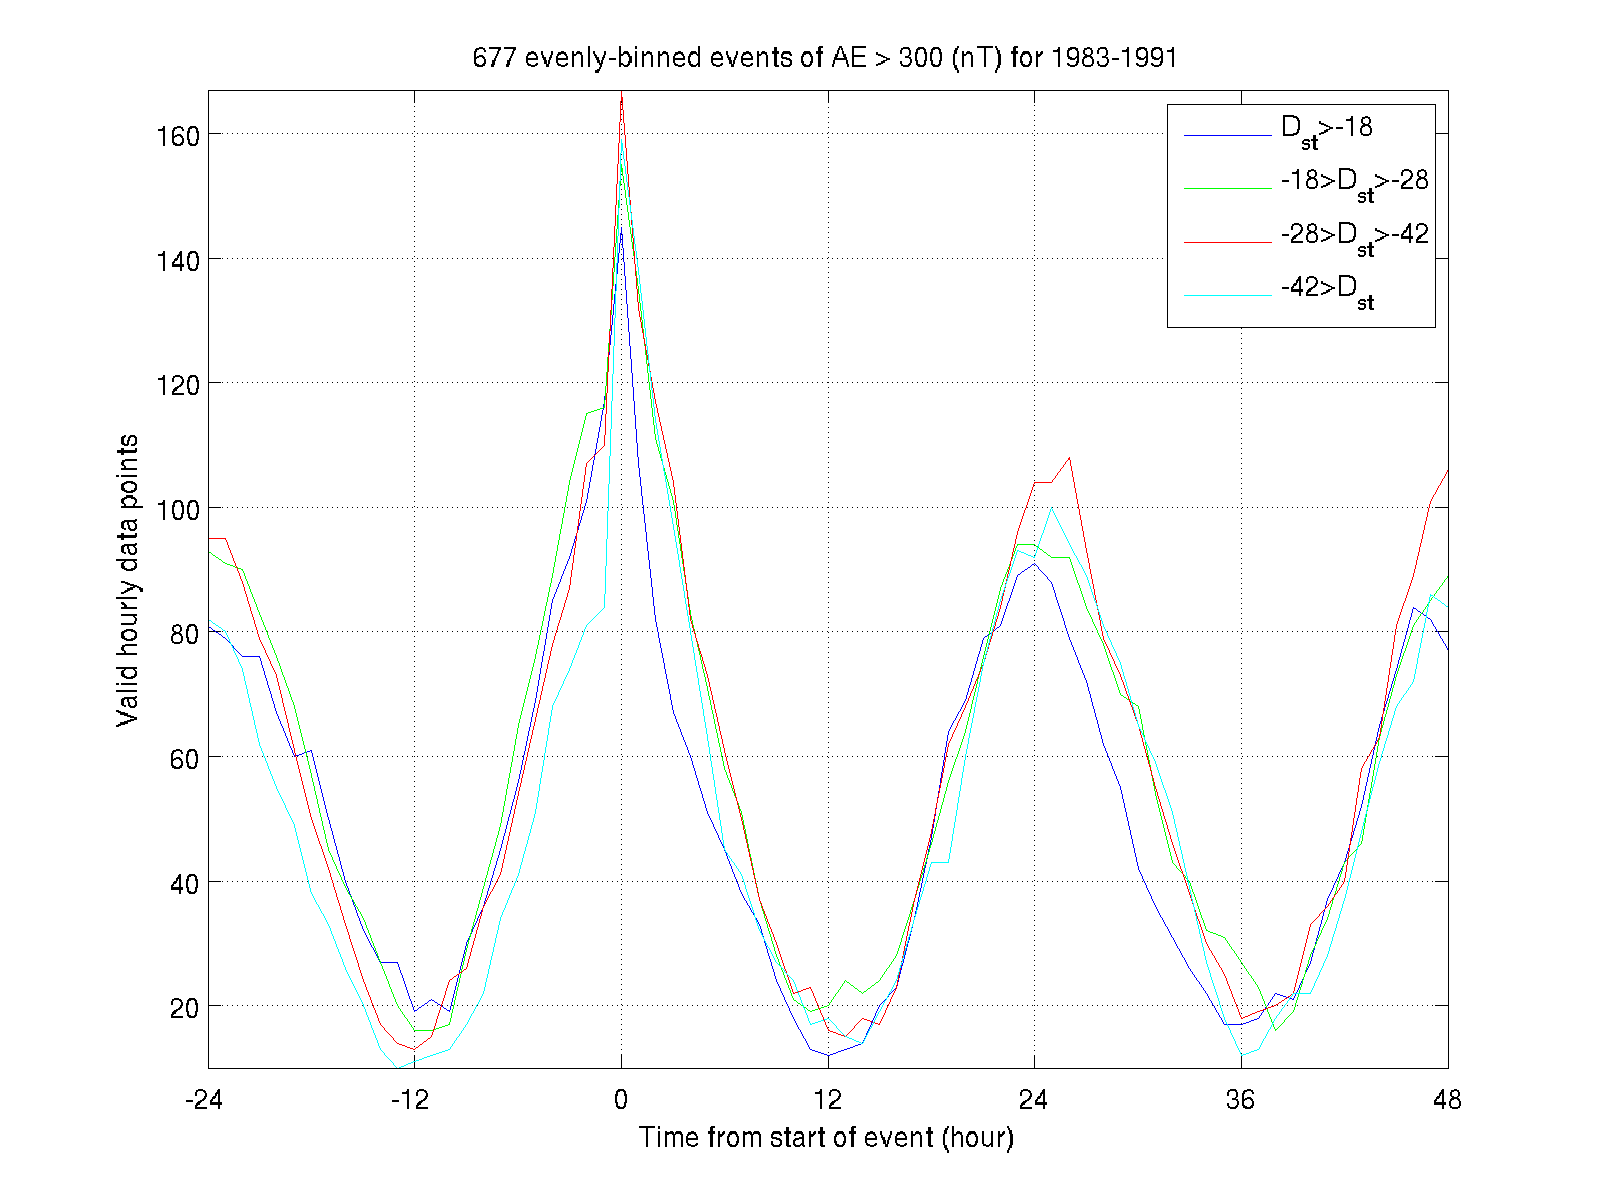 677 evenly-binned events of AE > 300 (nT) for 1983-1991
D_st>-18
-18>D_st>-28
-28>D_st>-42
-42>D_st
160
140
120
100
80
60
40
20
Valid hourly data points
-24 -12 0 12 24 36 48
Time from start of event (hour)